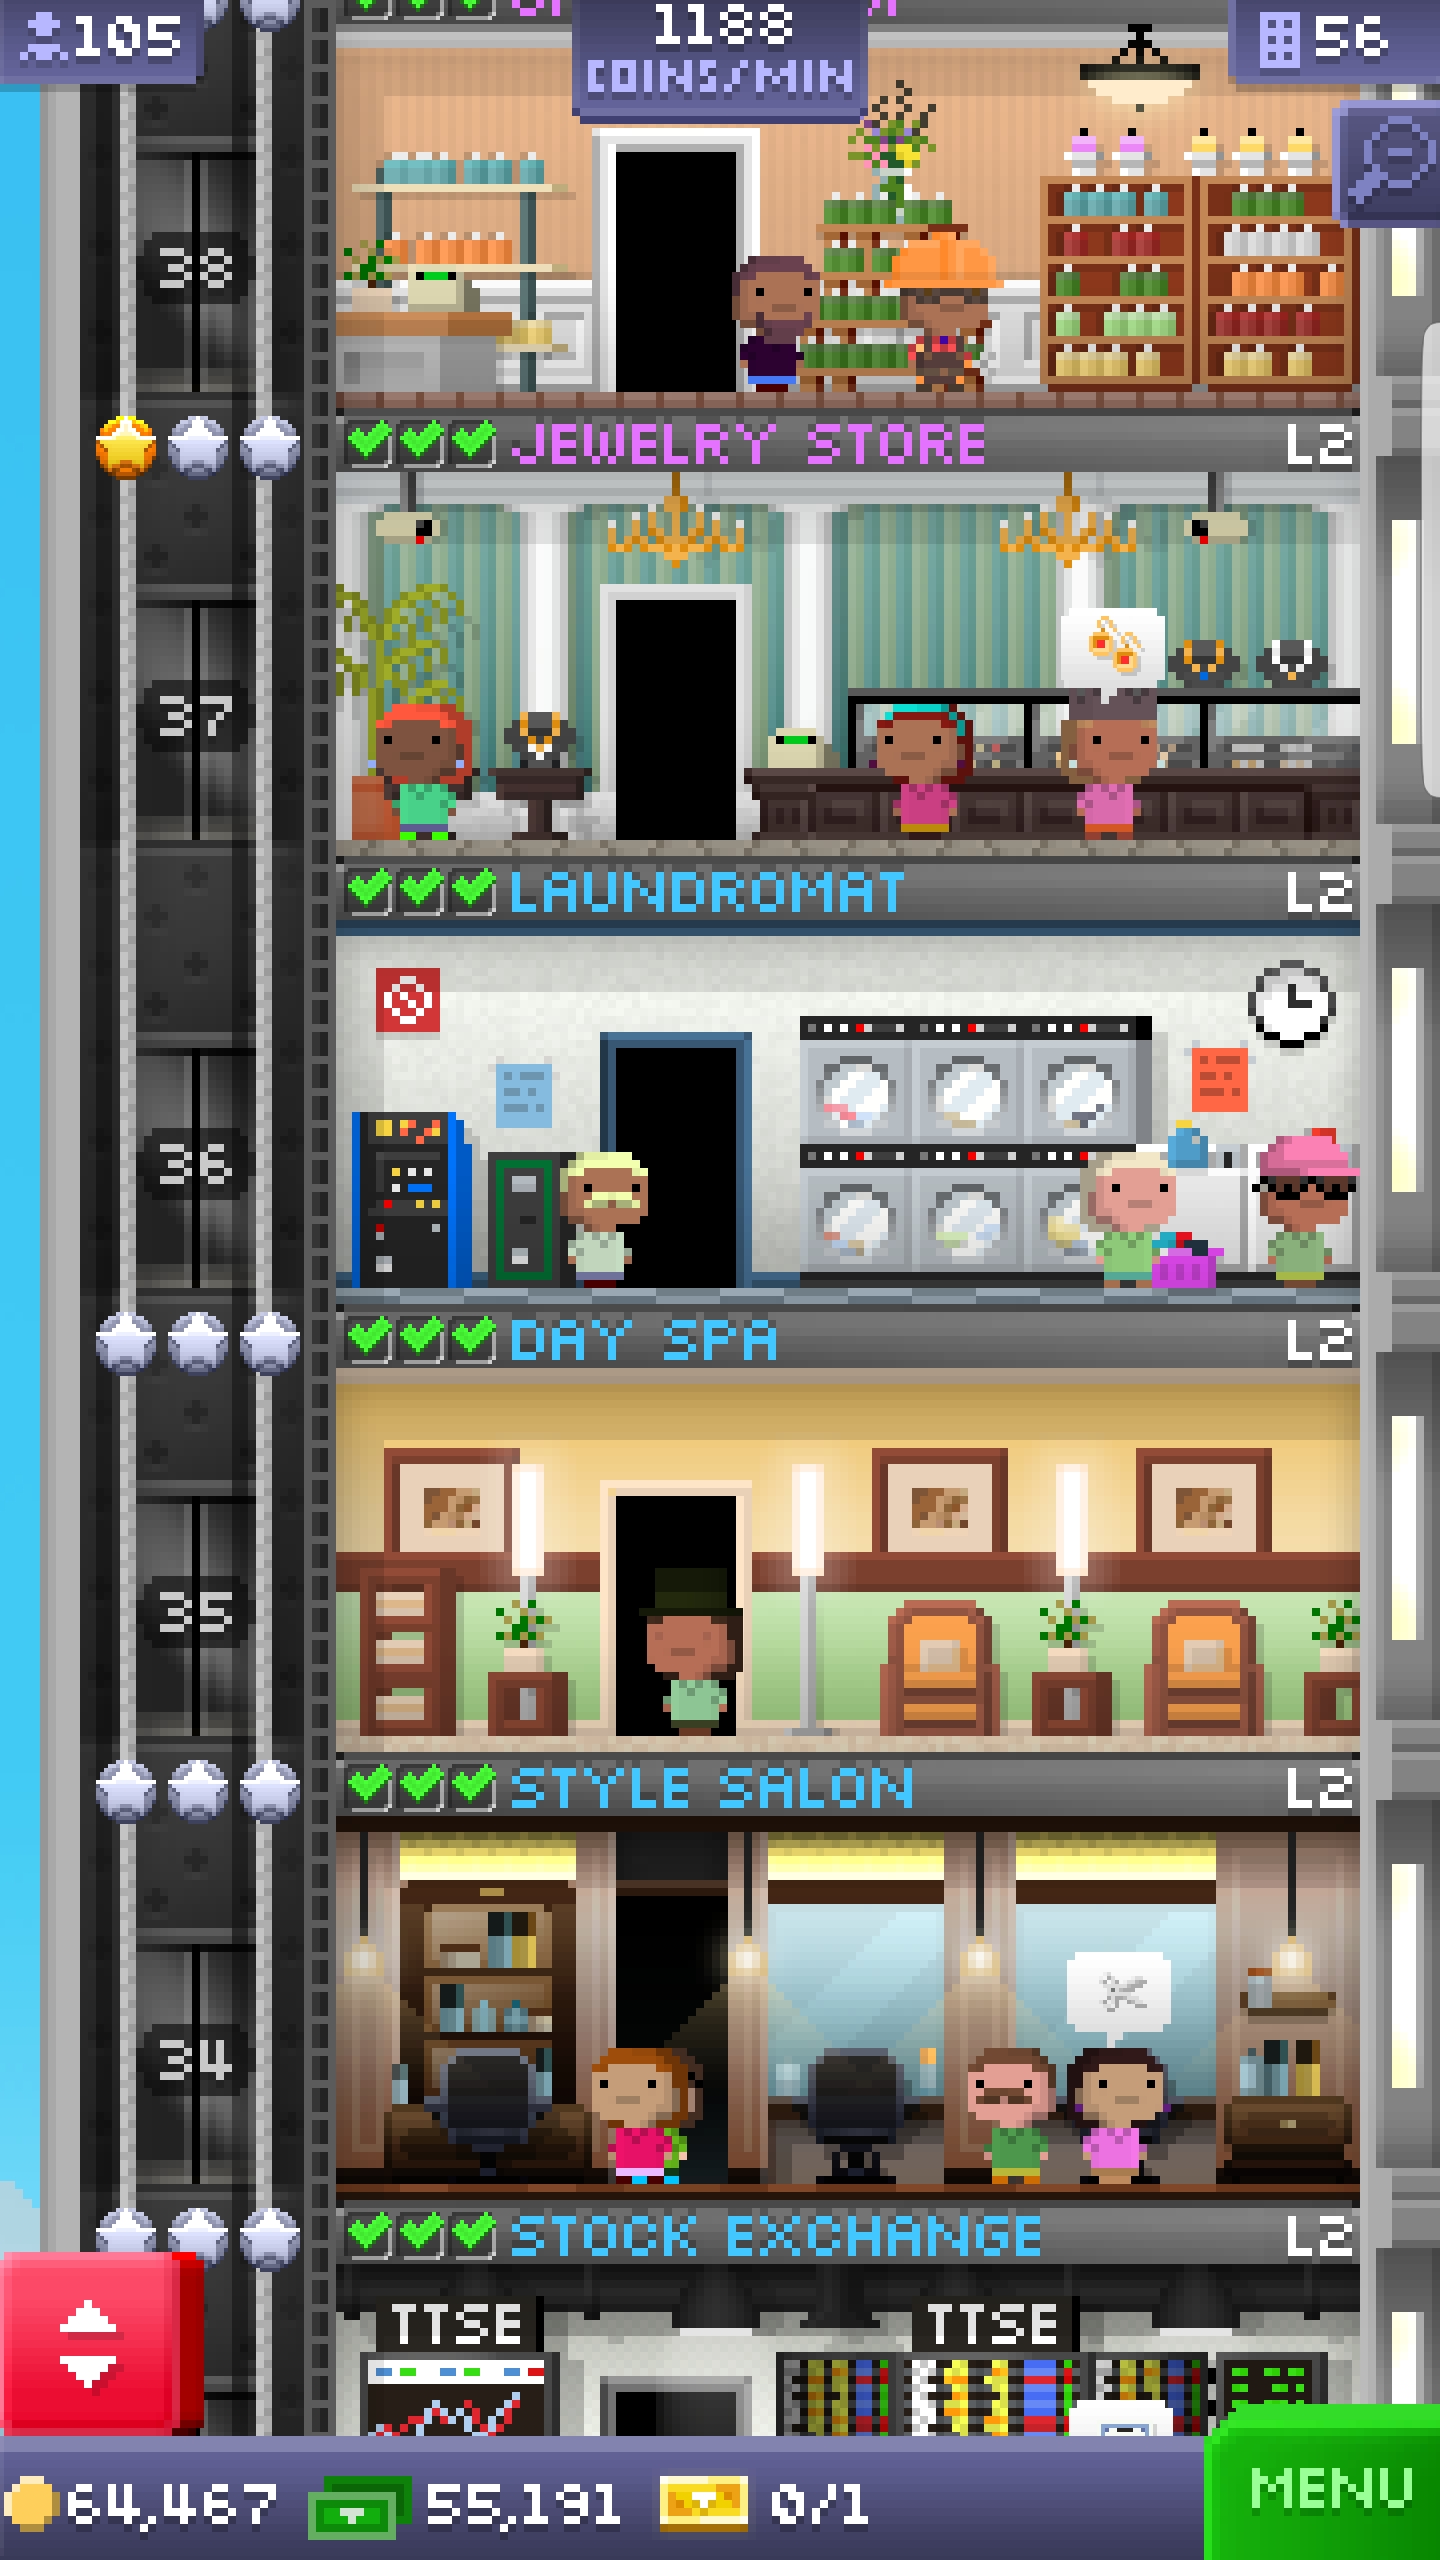 105
1188
COINS/MIN
56
38
JEWELRY STORE L2
37
LAUNDROMAT L2
36
DAY SPA L2
35
STYLE SALON L2
34
STOCK EXCHANGE L2
TTSE TTSE
64,467 55,191 0/1
MENU